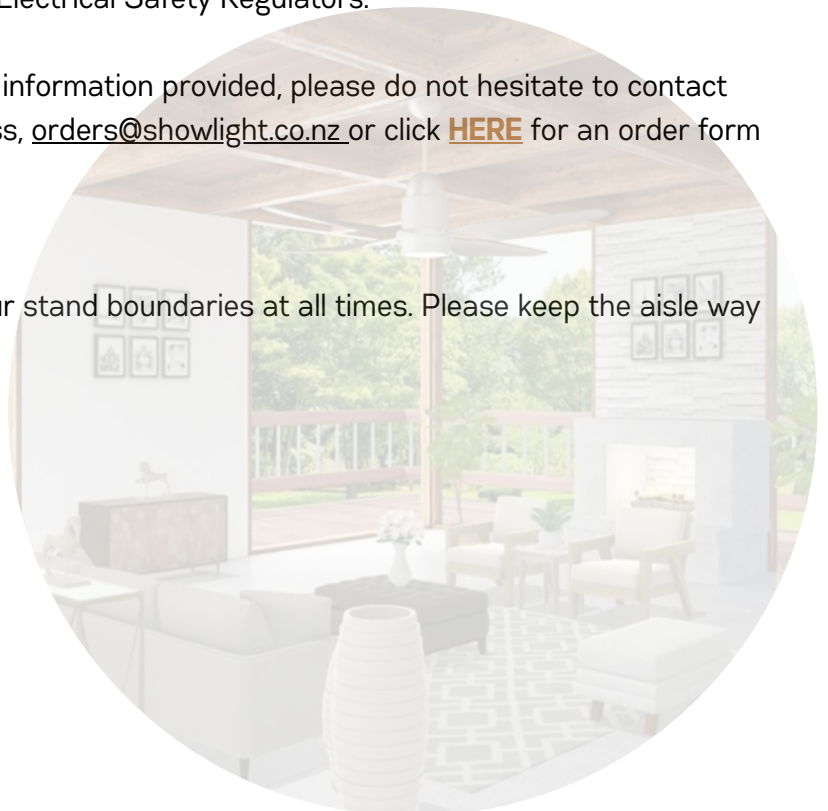 Electrical Safety Regulators.
information provided, please do not hesitate to contact
ss, orders@showlight.co.nz or click HERE for an order form
ur stand boundaries at all times. Please keep the aisle way